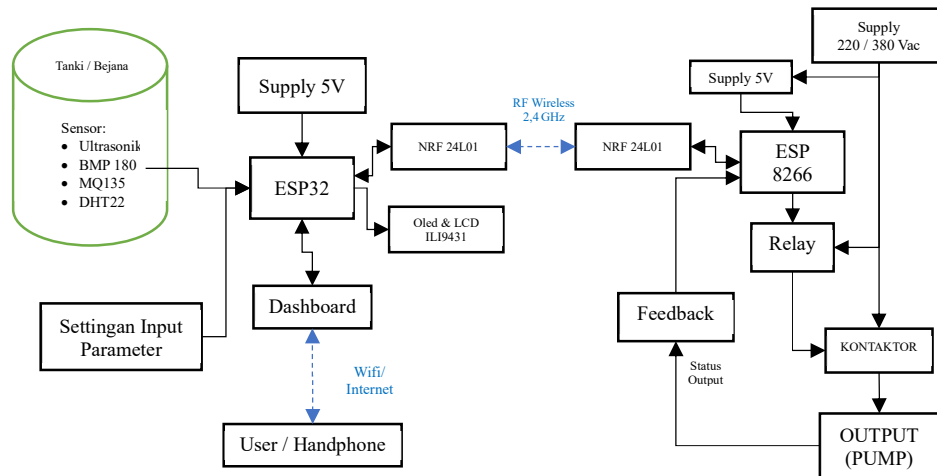 Tanki / Bejana
Sensor:
• Ultrasonik
• BMP 180
• MQ135
• DHT22
Supply 5V
ESP32
NRF 24L01
RF Wireless
2,4 GHz
NRF 24L01
Oled & LCD
ILI9431
Dashboard
Settingan Input
Parameter
Wifi/
Internet
User / Handphone
Supply
220 / 380 Vac
Supply 5V
ESP
8266
Relay
Feedback
KONTAKTOR
Status
Output
OUTPUT
(PUMP)